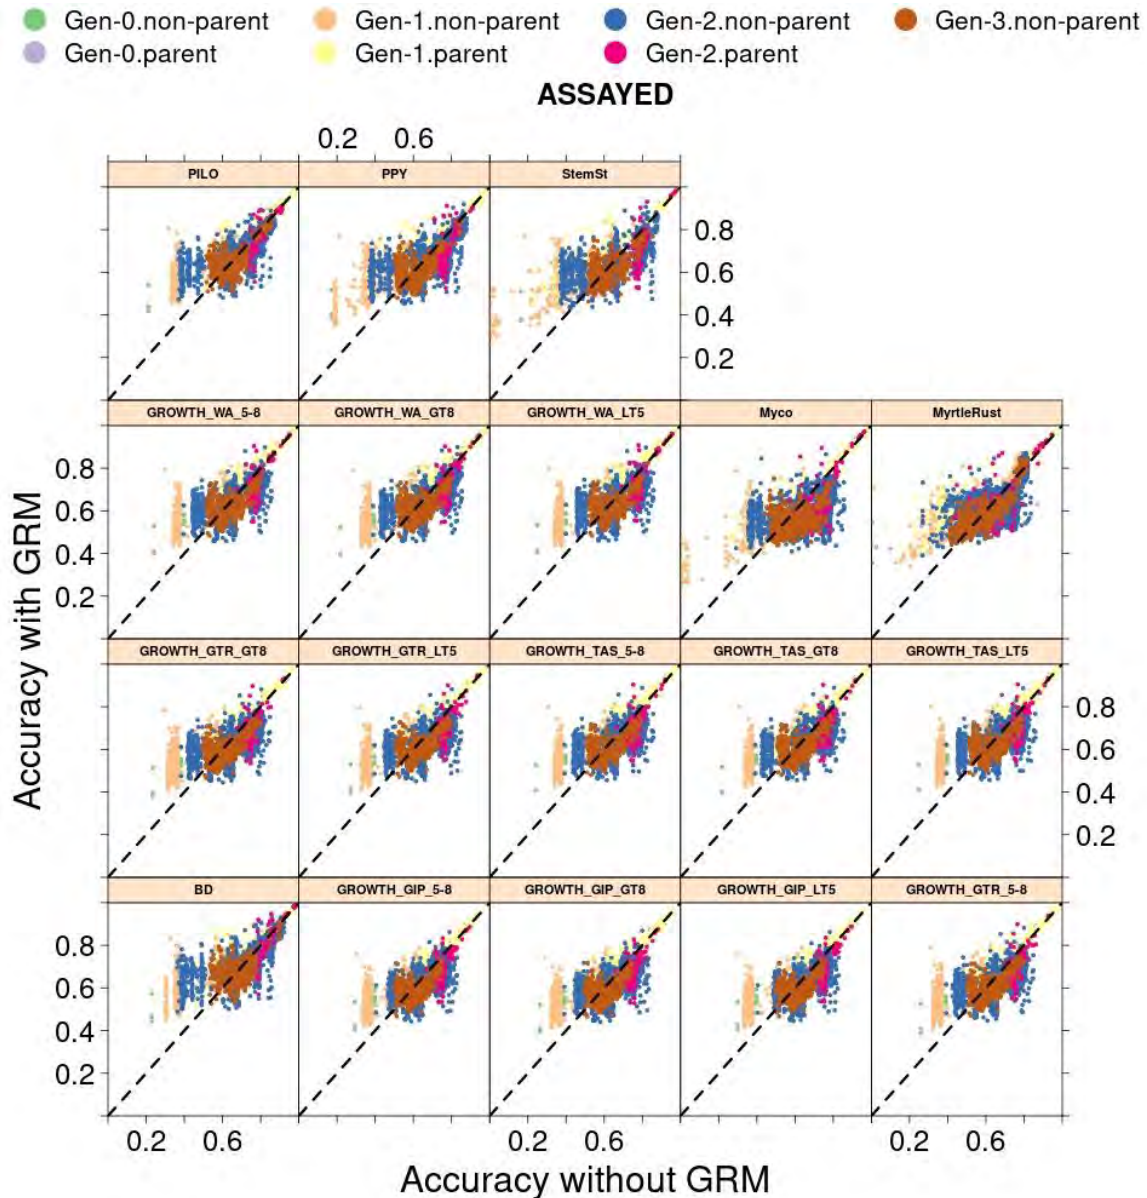 Gen-0.non-parent Gen-1.non-parent Gen-2.non-parent Gen-3.non-parent
Gen-0.parent Gen-1.parent Gen-2.parent
ASSAYED
0.2 0.6
PILO PPY StemSt
0.8
0.6
0.4
0.2
GROWTH_WA_5-8 GROWTH_WA_GT8 GROWTH_WA_LT5 Myco MyrtleRust
0.8
0.6
0.4
0.2
Accuracy with GRM
GROWTH_GTR_GT8 GROWTH_GTR_LT5 GROWTH_TAS_5-8 GROWTH_TAS_GT8 GROWTH_TAS_LT5
0.8
0.6
0.4
0.2
BD GROWTH_GIP_5-8 GROWTH_GIP_GT8 GROWTH_GIP_LT5 GROWTH_GTR_5-8
0.8
0.6
0.4
0.2
0.2 0.6 0.2 0.6 0.2 0.6
Accuracy without GRM